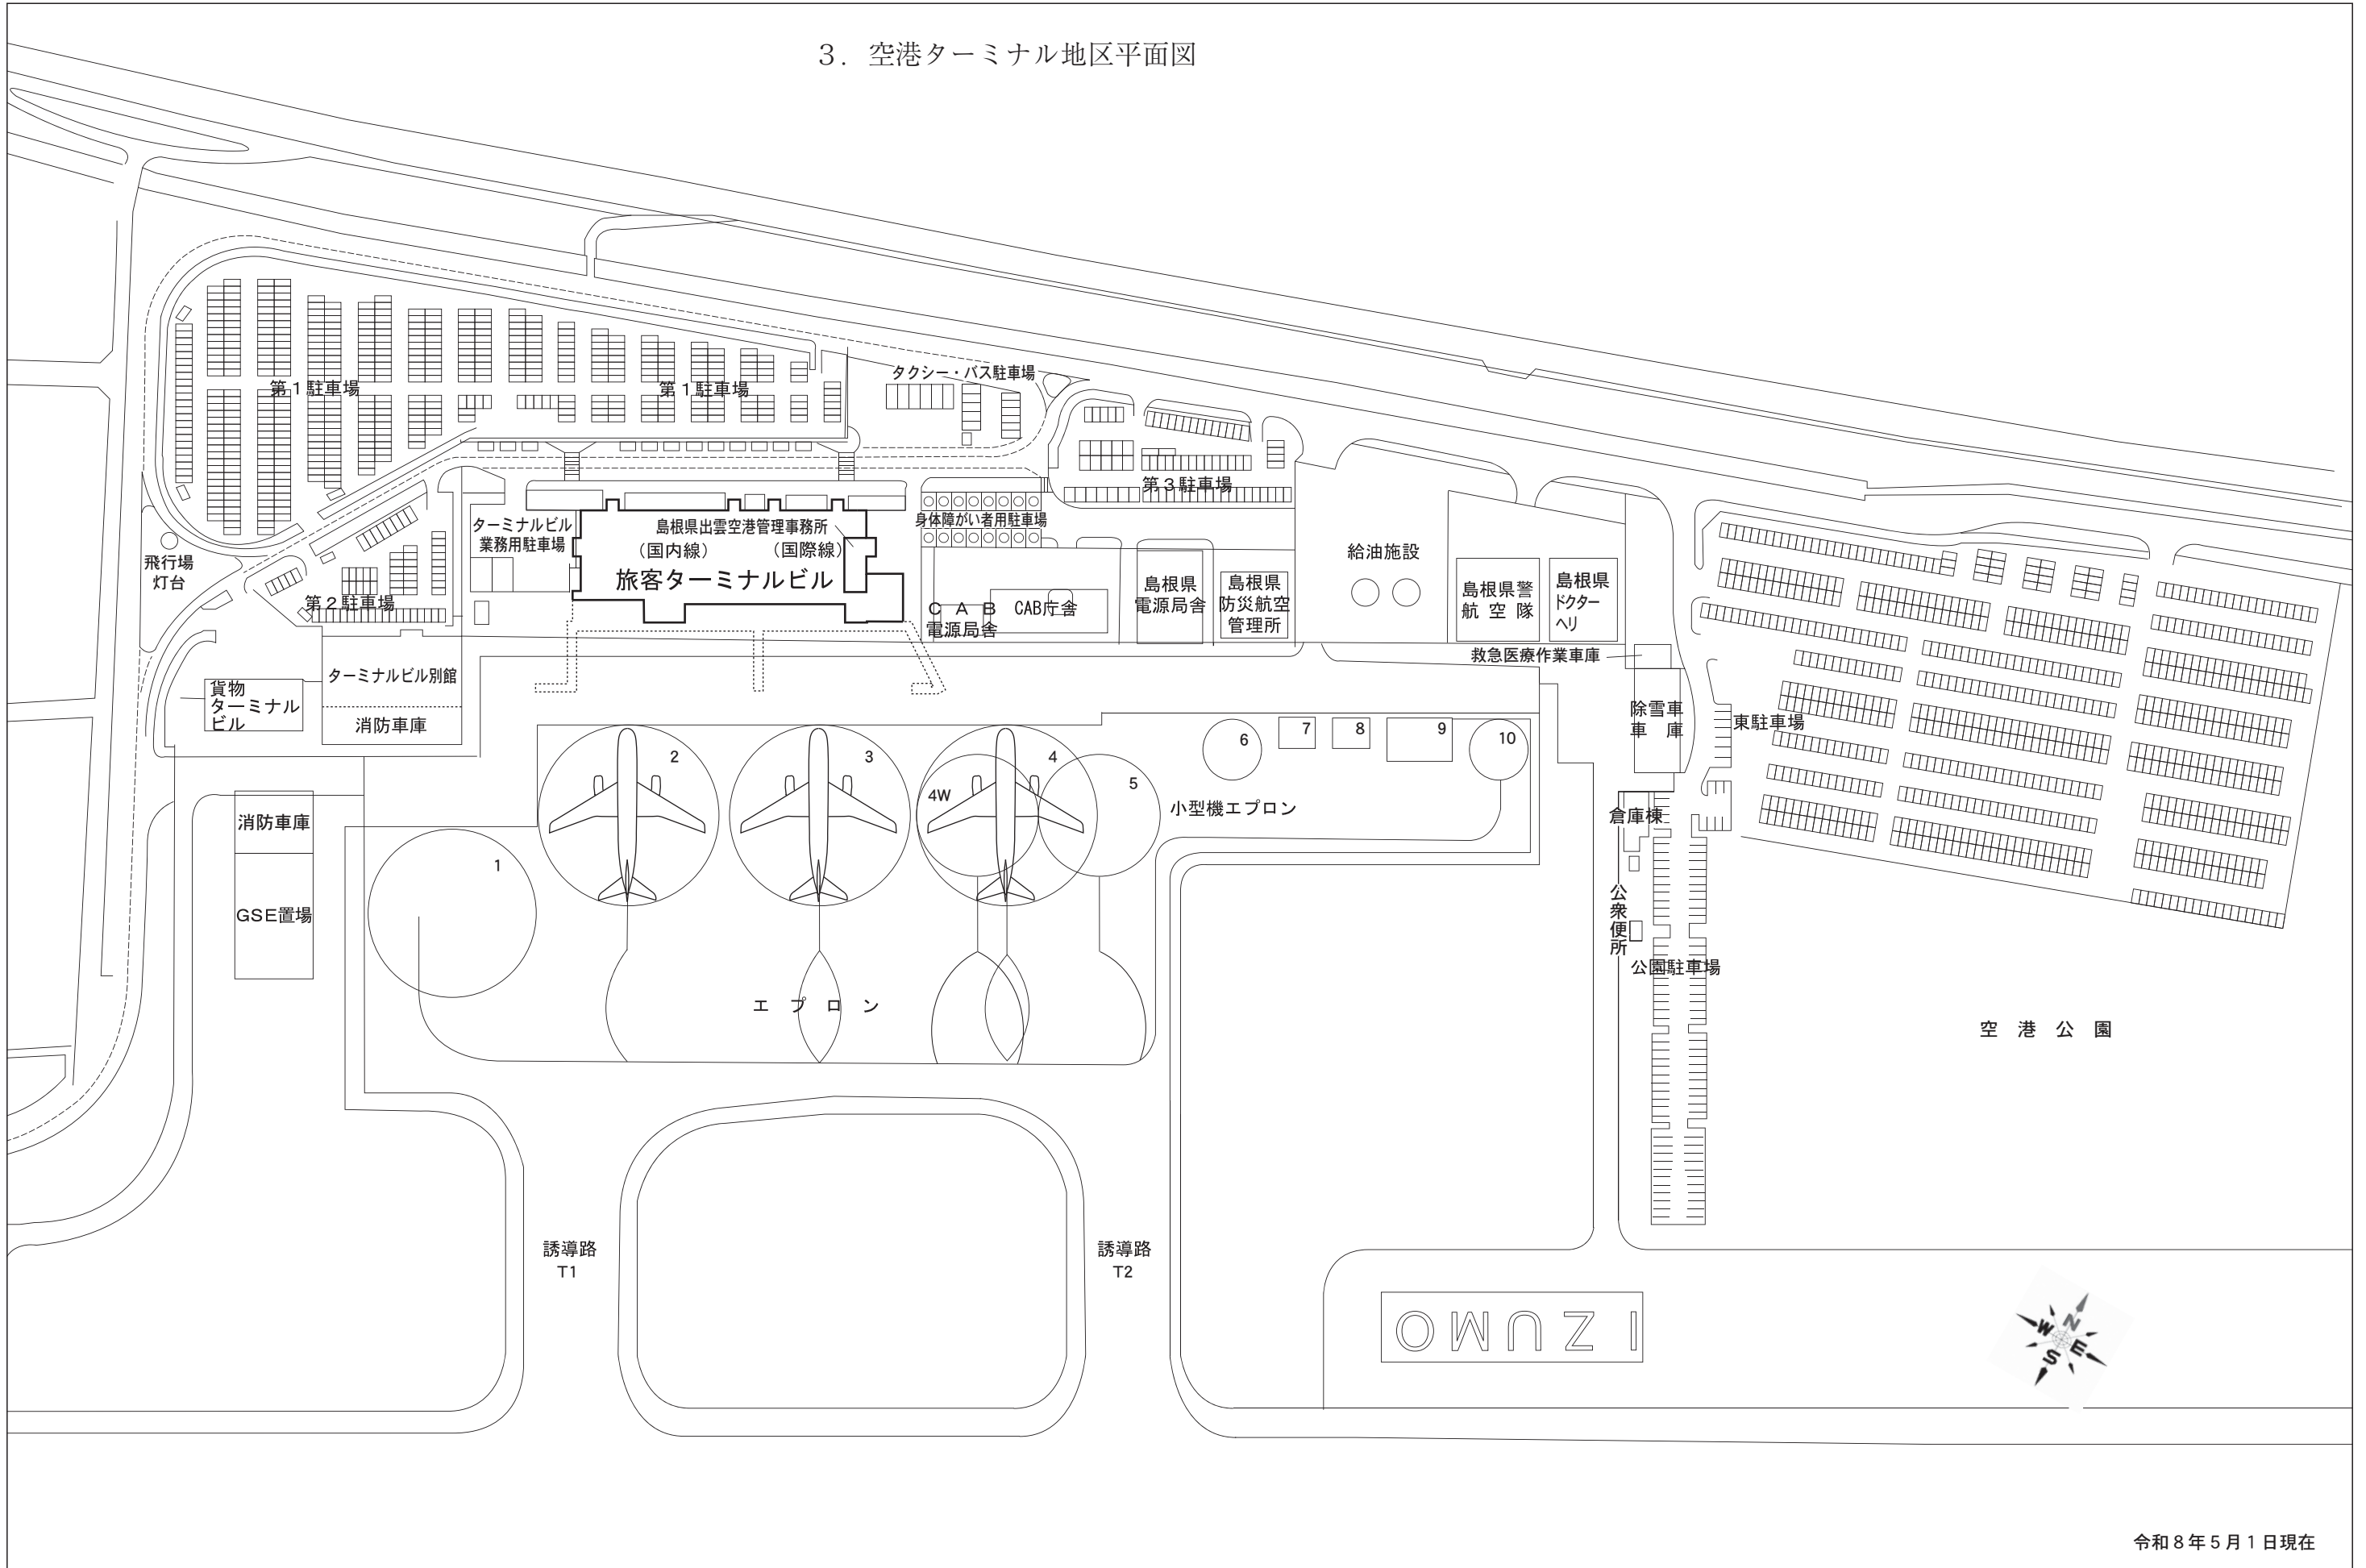 3．空港ターミナル地区平面図
第１駐車場
第１駐車場
タクシー・バス駐車場
第３駐車場
ターミナルビル
業務用駐車場
島根県出雲空港管理事務所
（国内線）
（国際線）
旅客ターミナルビル
身体障がい者用駐車場
飛行場
灯台
第２駐車場
ＣＡＢ
電源局舎
CAB庁舎
島根県
電源局舎
島根県
防災航空
管理所
給油施設
島根県警
航空隊
島根県
ドクター
ヘリ
救急医療作業車庫
ターミナルビル別館
消防車庫
貨物
ターミナル
ビル
除雪車
車庫
東駐車場
消防車庫
GSE置場
1
2
3
4
4W
5
6
7
8
9
10
小型機エプロン
倉庫棟
公衆便所
公園駐車場
エプロン
空港公園
誘導路
T1
誘導路
T2
IZUMO
N
W
E
S
令和８年５月１日現在